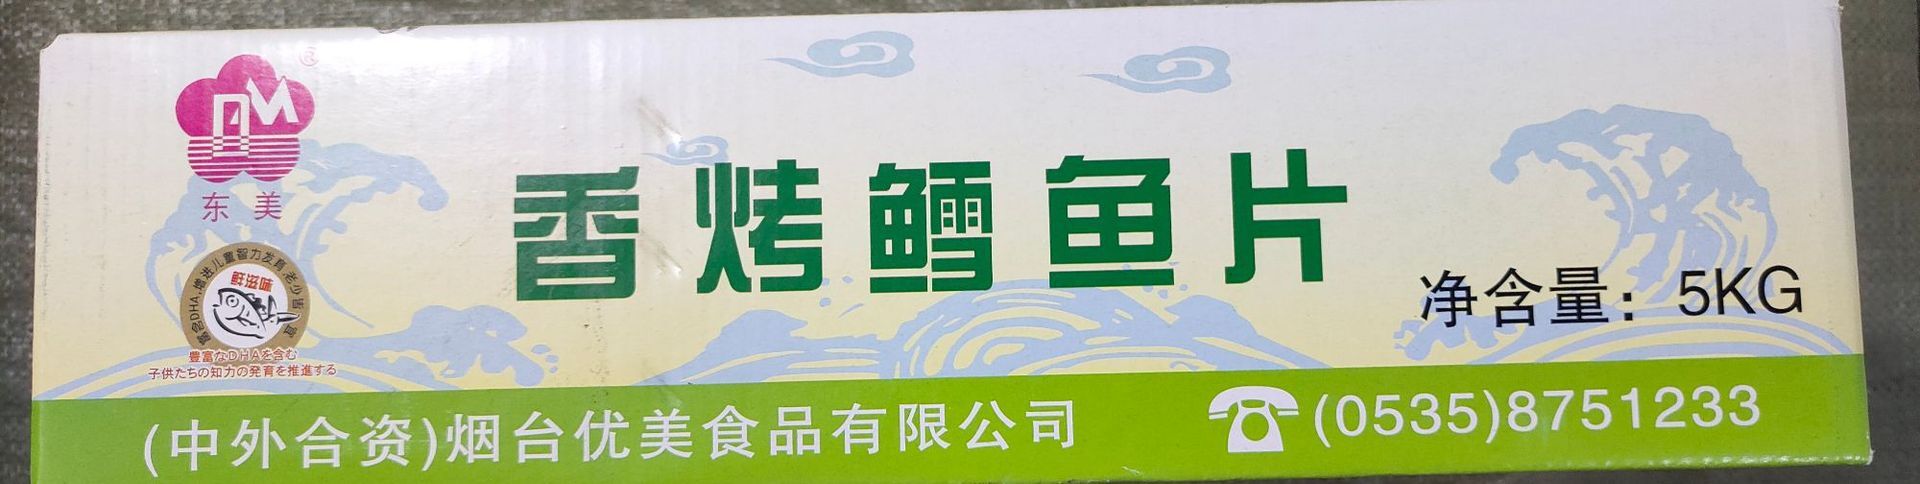 DM
®
东美
富含DHA,增进儿童智力发育 老少皆宜
鲜滋味
豊富なDHAを含む
子供たちの知力の発育を推進する
香烤鳕鱼片
净含量：5KG
(中外合资)烟台优美食品有限公司
(0535)8751233